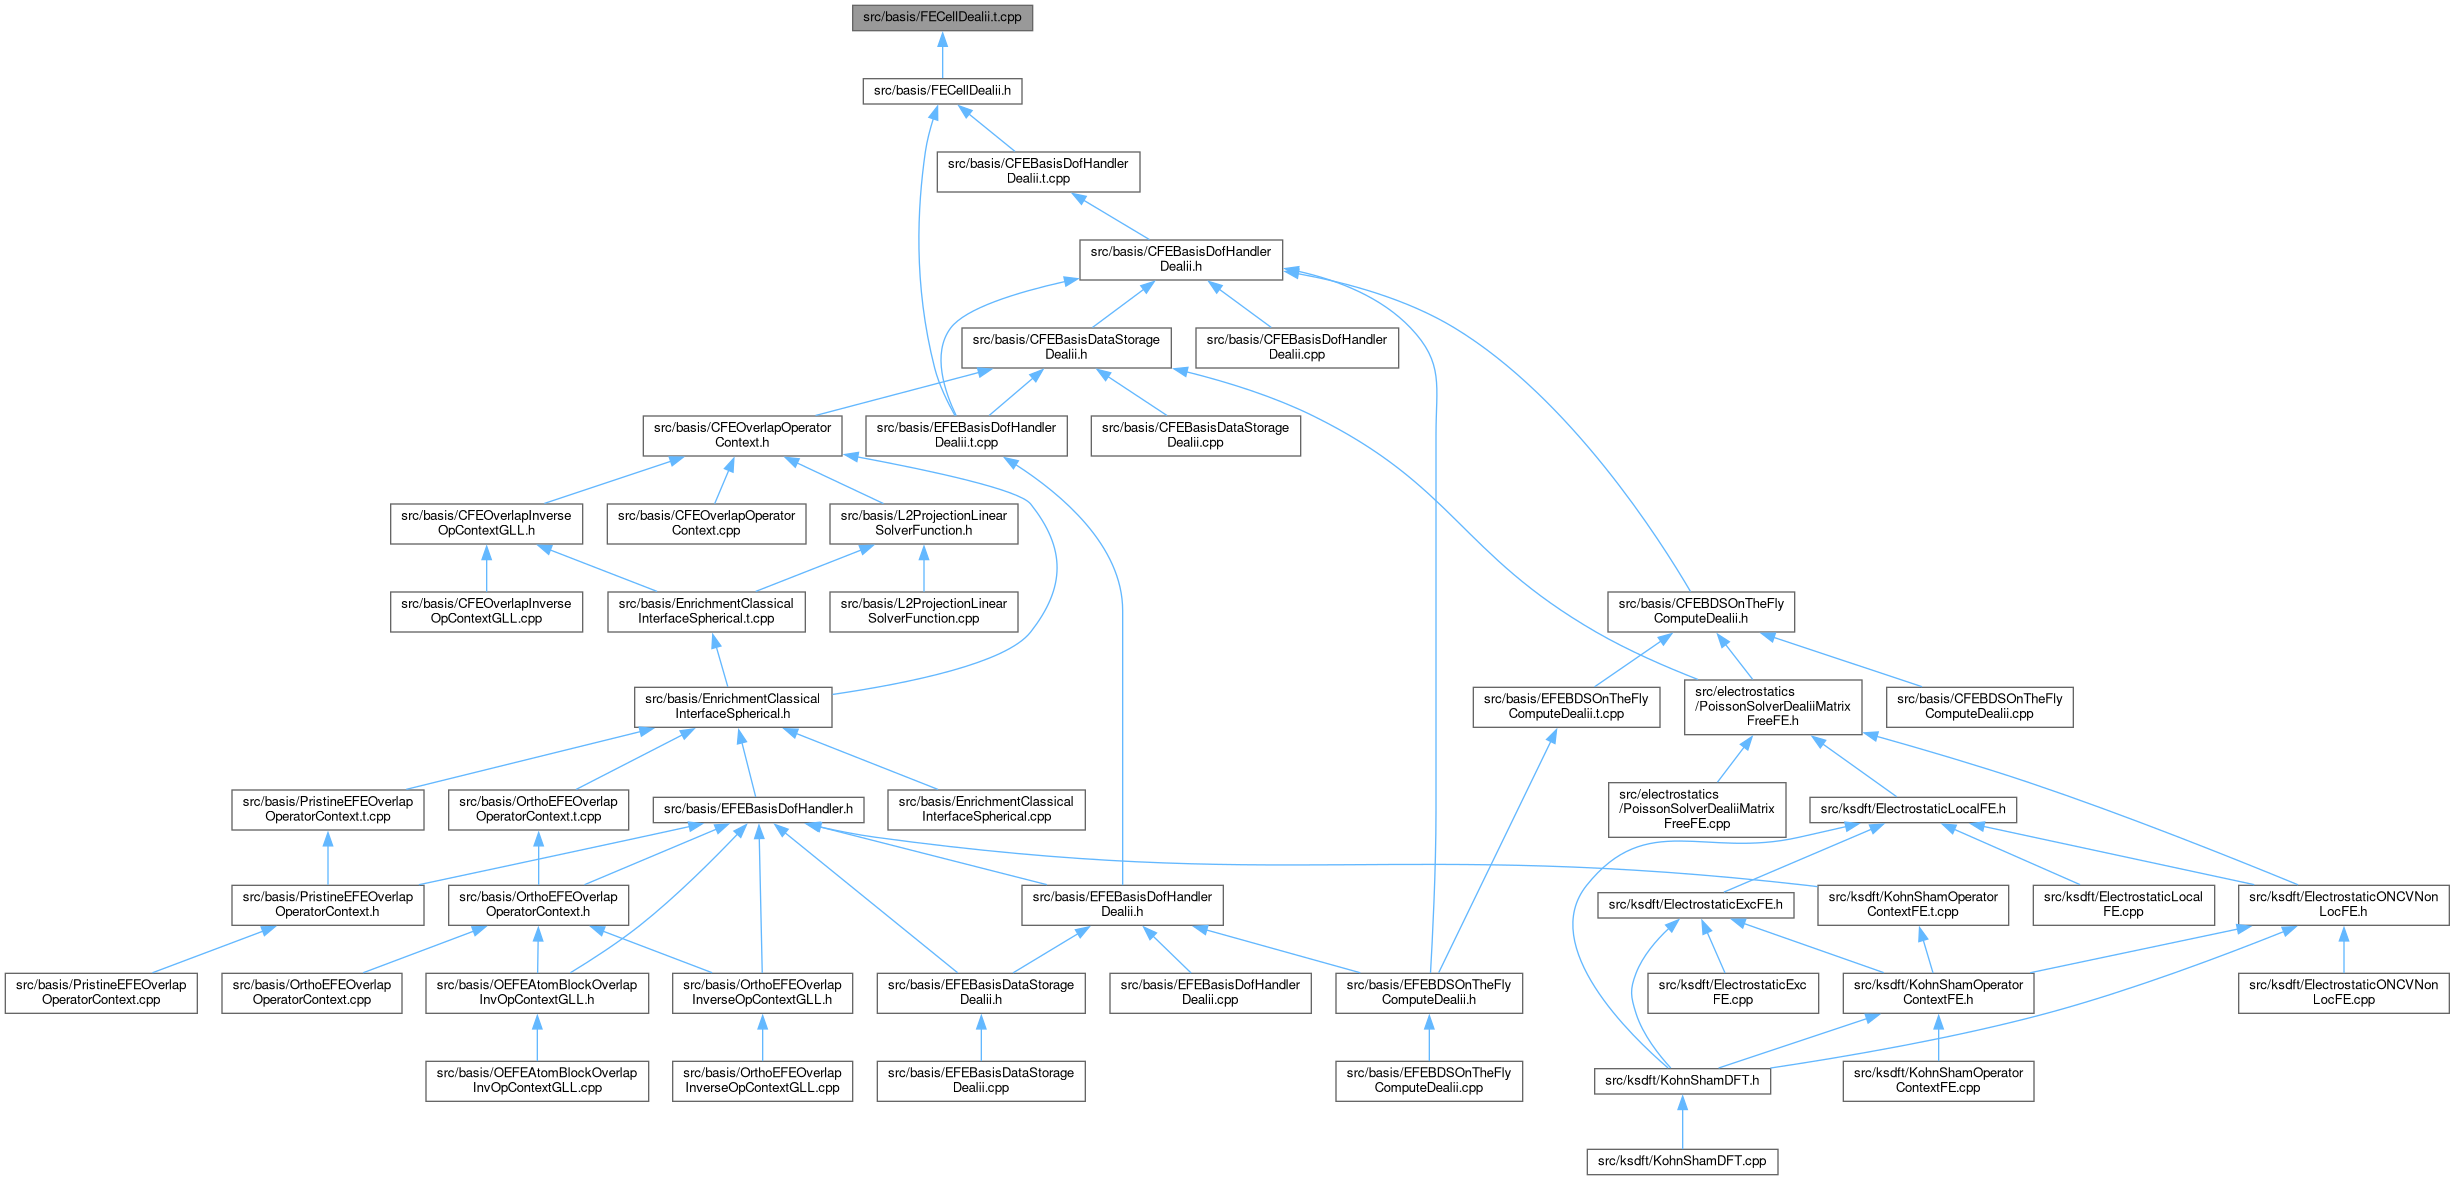 src/basis/FECellDealii.t.cpp
src/basis/FECellDealii.h
src/basis/CFEBasisDofHandler
Dealii.t.cpp
src/basis/CFEBasisDofHandler
Dealii.h
src/basis/CFEBasisDataStorage
Dealii.h
src/basis/CFEBasisDofHandler
Dealii.cpp
src/basis/CFEOverlapOperator
Context.h
src/basis/EFEBasisDofHandler
Dealii.t.cpp
src/basis/CFEBasisDataStorage
Dealii.cpp
src/basis/CFEOverlapInverse
OpContextGLL.h
src/basis/CFEOverlapOperator
Context.cpp
src/basis/L2ProjectionLinear
SolverFunction.h
src/basis/CFEOverlapInverse
OpContextGLL.cpp
src/basis/EnrichmentClassical
InterfaceSpherical.t.cpp
src/basis/L2ProjectionLinear
SolverFunction.cpp
src/basis/CFEBDSOnTheFly
ComputeDealii.h
src/basis/EnrichmentClassical
InterfaceSpherical.h
src/basis/EFEBDSOnTheFly
ComputeDealii.t.cpp
src/electrostatics
/PoissonSolverDealiiMatrix
FreeFE.h
src/basis/CFEBDSOnTheFly
ComputeDealii.cpp
src/basis/PristineEFEOverlap
OperatorContext.t.cpp
src/basis/OrthoEFEOverlap
OperatorContext.t.cpp
src/basis/EFEBasisDofHandler.h
src/basis/EnrichmentClassical
InterfaceSpherical.cpp
src/electrostatics
/PoissonSolverDealiiMatrix
FreeFE.cpp
src/ksdft/ElectrostaticLocalFE.h
src/basis/PristineEFEOverlap
OperatorContext.h
src/basis/OrthoEFEOverlap
OperatorContext.h
src/basis/EFEBasisDofHandler
Dealii.h
src/ksdft/ElectrostaticExcFE.h
src/ksdft/KohnShamOperator
ContextFE.t.cpp
src/ksdft/ElectrostaticLocal
FE.cpp
src/ksdft/ElectrostaticONCVNon
LocFE.h
src/basis/PristineEFEOverlap
OperatorContext.cpp
src/basis/OrthoEFEOverlap
OperatorContext.cpp
src/basis/OEFEAtomBlockOverlap
InvOpContextGLL.h
src/basis/OrthoEFEOverlap
InverseOpContextGLL.h
src/basis/EFEBasisDataStorage
Dealii.h
src/basis/EFEBasisDofHandler
Dealii.cpp
src/basis/EFEBDSOnTheFly
ComputeDealii.h
src/ksdft/ElectrostaticExc
FE.cpp
src/ksdft/KohnShamOperator
ContextFE.h
src/ksdft/ElectrostaticONCVNon
LocFE.cpp
src/basis/OEFEAtomBlockOverlap
InvOpContextGLL.cpp
src/basis/OrthoEFEOverlap
InverseOpContextGLL.cpp
src/basis/EFEBasisDataStorage
Dealii.cpp
src/basis/EFEBDSOnTheFly
ComputeDealii.cpp
src/ksdft/KohnShamDFT.h
src/ksdft/KohnShamOperator
ContextFE.cpp
src/ksdft/KohnShamDFT.cpp